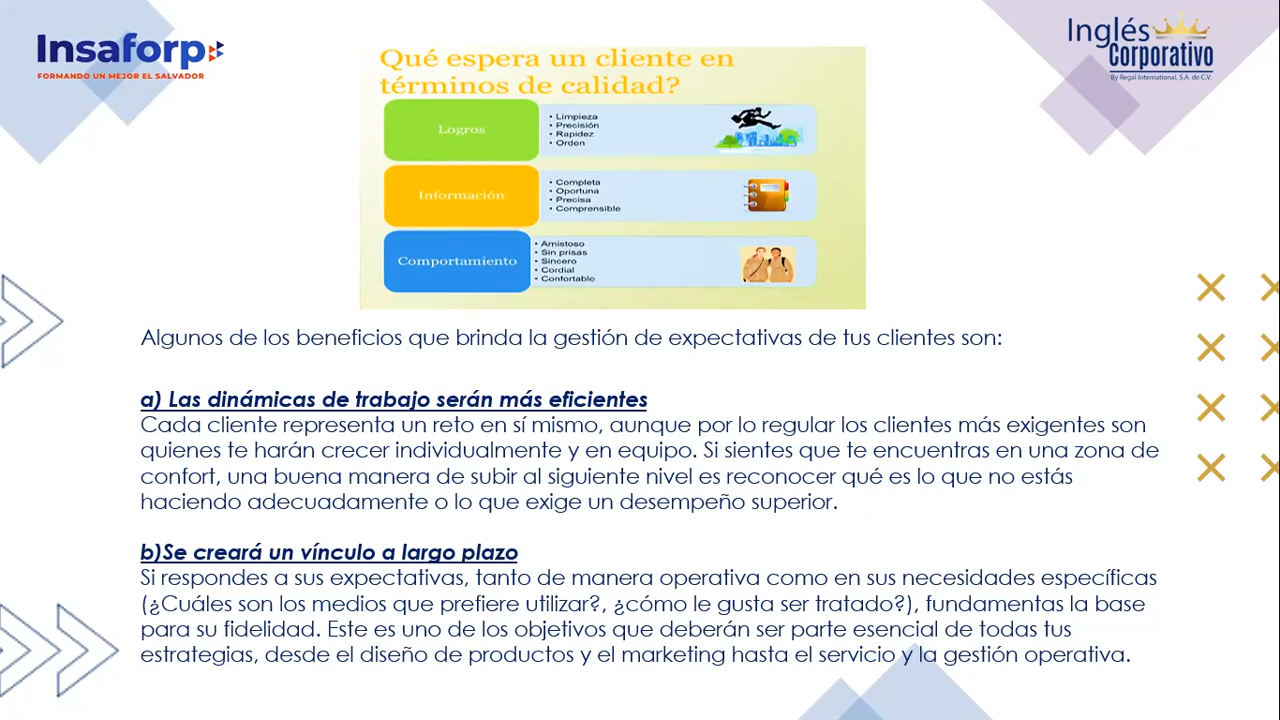 Insaforp
FORMANDO UN MEJOR EL SALVADOR
Inglés
Corporativo
By Regal International, S.A. de C.V.
Qué espera un cliente en
términos de calidad?
Logros
• Limpieza
• Precisión
• Rapidez
• Orden
Información
• Completa
• Oportuna
• Precisa
• Comprensible
Comportamiento
• Amistoso
• Sin prisas
• Sincero
• Cordial
• Confortable
Algunos de los beneficios que brinda la gestión de expectativas de tus clientes son:
a) Las dinámicas de trabajo serán más eficientes
Cada cliente representa un reto en sí mismo, aunque por lo regular los clientes más exigentes son
quienes te harán crecer individualmente y en equipo. Si sientes que te encuentras en una zona de
confort, una buena manera de subir al siguiente nivel es reconocer qué es lo que no estás
haciendo adecuadamente o lo que exige un desempeño superior.
b)Se creará un vínculo a largo plazo
Si respondes a sus expectativas, tanto de manera operativa como en sus necesidades específicas
(¿Cuáles son los medios que prefiere utilizar?, ¿cómo le gusta ser tratado?), fundamentas la base
para su fidelidad. Este es uno de los objetivos que deberán ser parte esencial de todas tus
estrategias, desde el diseño de productos y el marketing hasta el servicio y la gestión operativa.